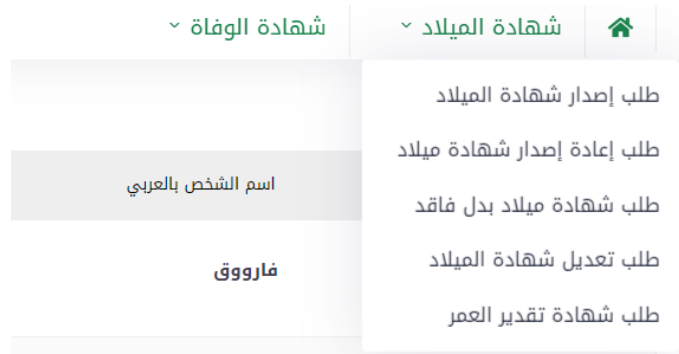 شهادة الميلاد
شهادة الوفاة
طلب إصدار شهادة الميلاد
طلب إعادة إصدار شهادة ميلاد
طلب شهادة ميلاد بدل فاقد
طلب تعديل شهادة الميلاد
طلب شهادة تقدير العمر
اسم الشخص بالعربي
فارووق